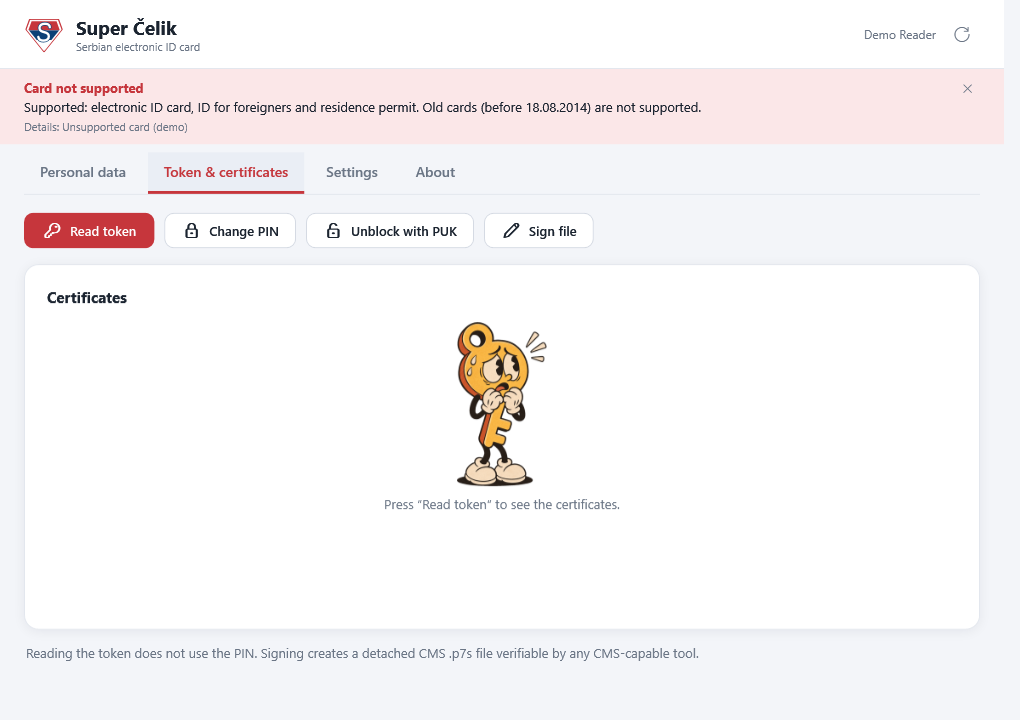 Super Čelik
Serbian electronic ID card
Demo Reader
Card not supported
Supported: electronic ID card, ID for foreigners and residence permit. Old cards (before 18.08.2014) are not supported.
Details: Unsupported card (demo)
Personal data
Token & certificates
Settings
About
Read token
Change PIN
Unblock with PUK
Sign file
Certificates
Press “Read token” to see the certificates.
Reading the token does not use the PIN. Signing creates a detached CMS .p7s file verifiable by any CMS-capable tool.